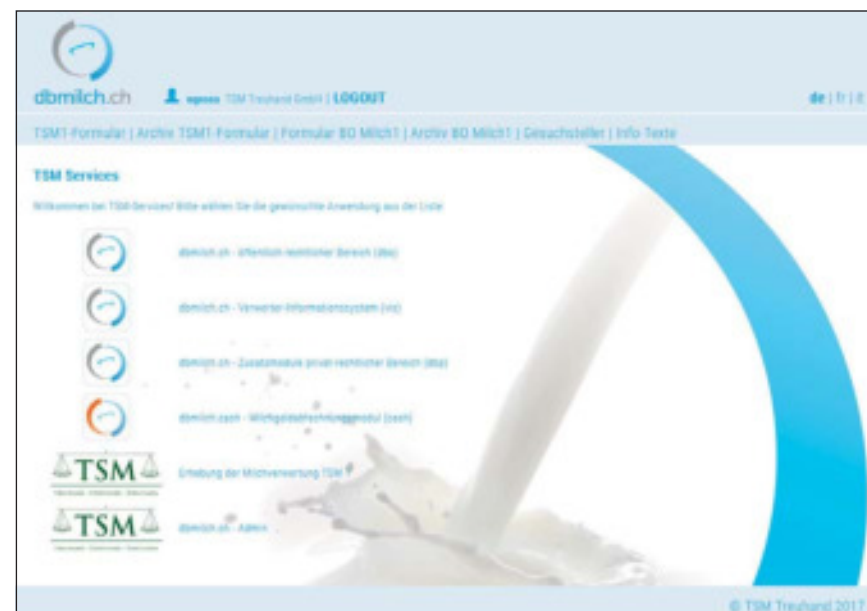 dbmilch.ch
TSM Treuhand GmbH | LOGOUT
de | fr | it
TSM1-Formular | Archiv TSM1-Formular | Formular BO Milch1 | Archiv BO Milch1 | Gesuchsteller | Info-Texte
TSM Services
Willkommen bei TSM-Services! Bitte wählen Sie die gewünschte Anwendung aus der Liste
dbmilch.ch - öffentlich-rechtlicher Bereich (dbo)
dbmilch.ch - Verwerter-Informationssystem (vis)
dbmilch.ch - Zusatzmodule privat-rechtlicher Bereich (dbp)
dbmilch.cash - Milchgeldabrechnungsmodul (cash)
TSM
Erhebung der Milchverwertung TSM
TSM
dbmilch.ch - Admin
© TSM Treuhand 2017